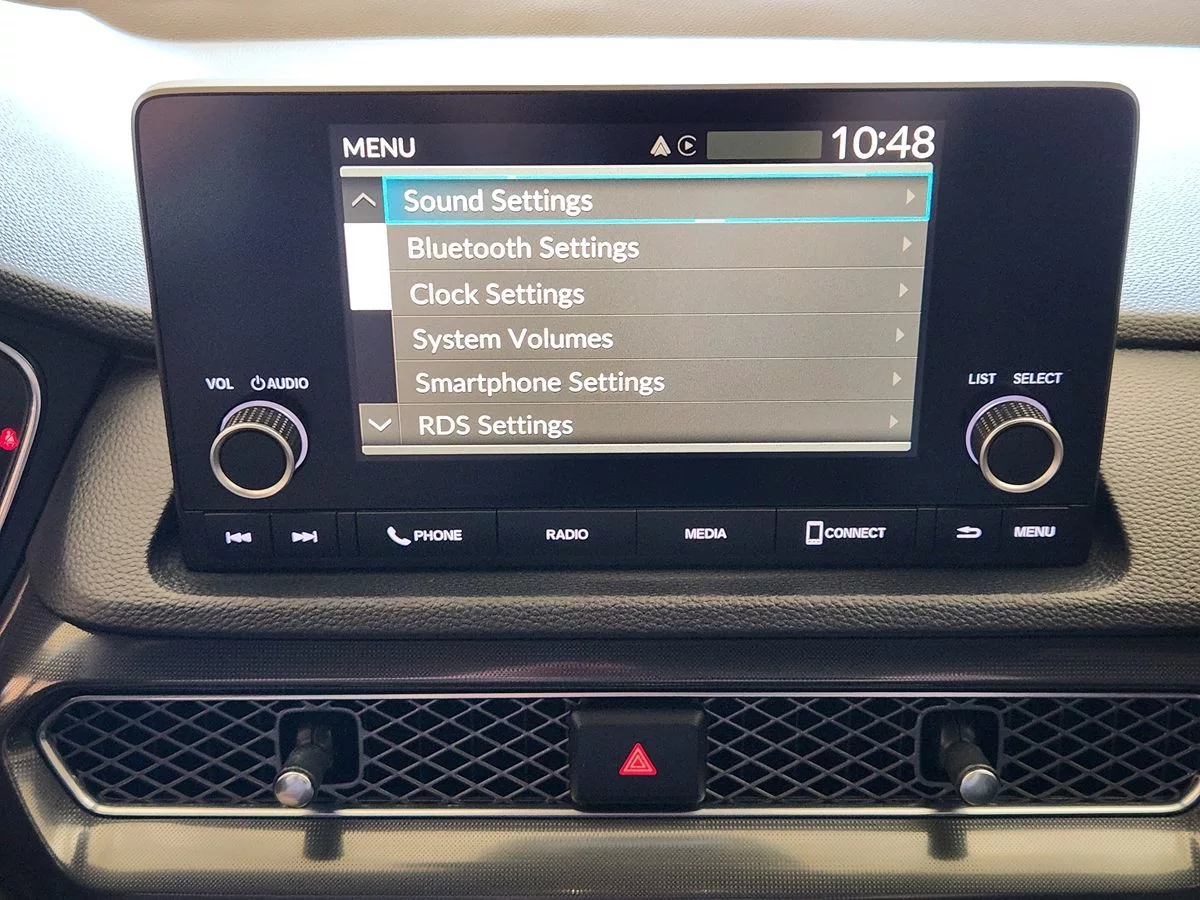 MENU 10:48
Sound Settings
Bluetooth Settings
Clock Settings
System Volumes
Smartphone Settings
RDS Settings
VOL AUDIO
LIST SELECT
PHONE RADIO MEDIA CONNECT MENU